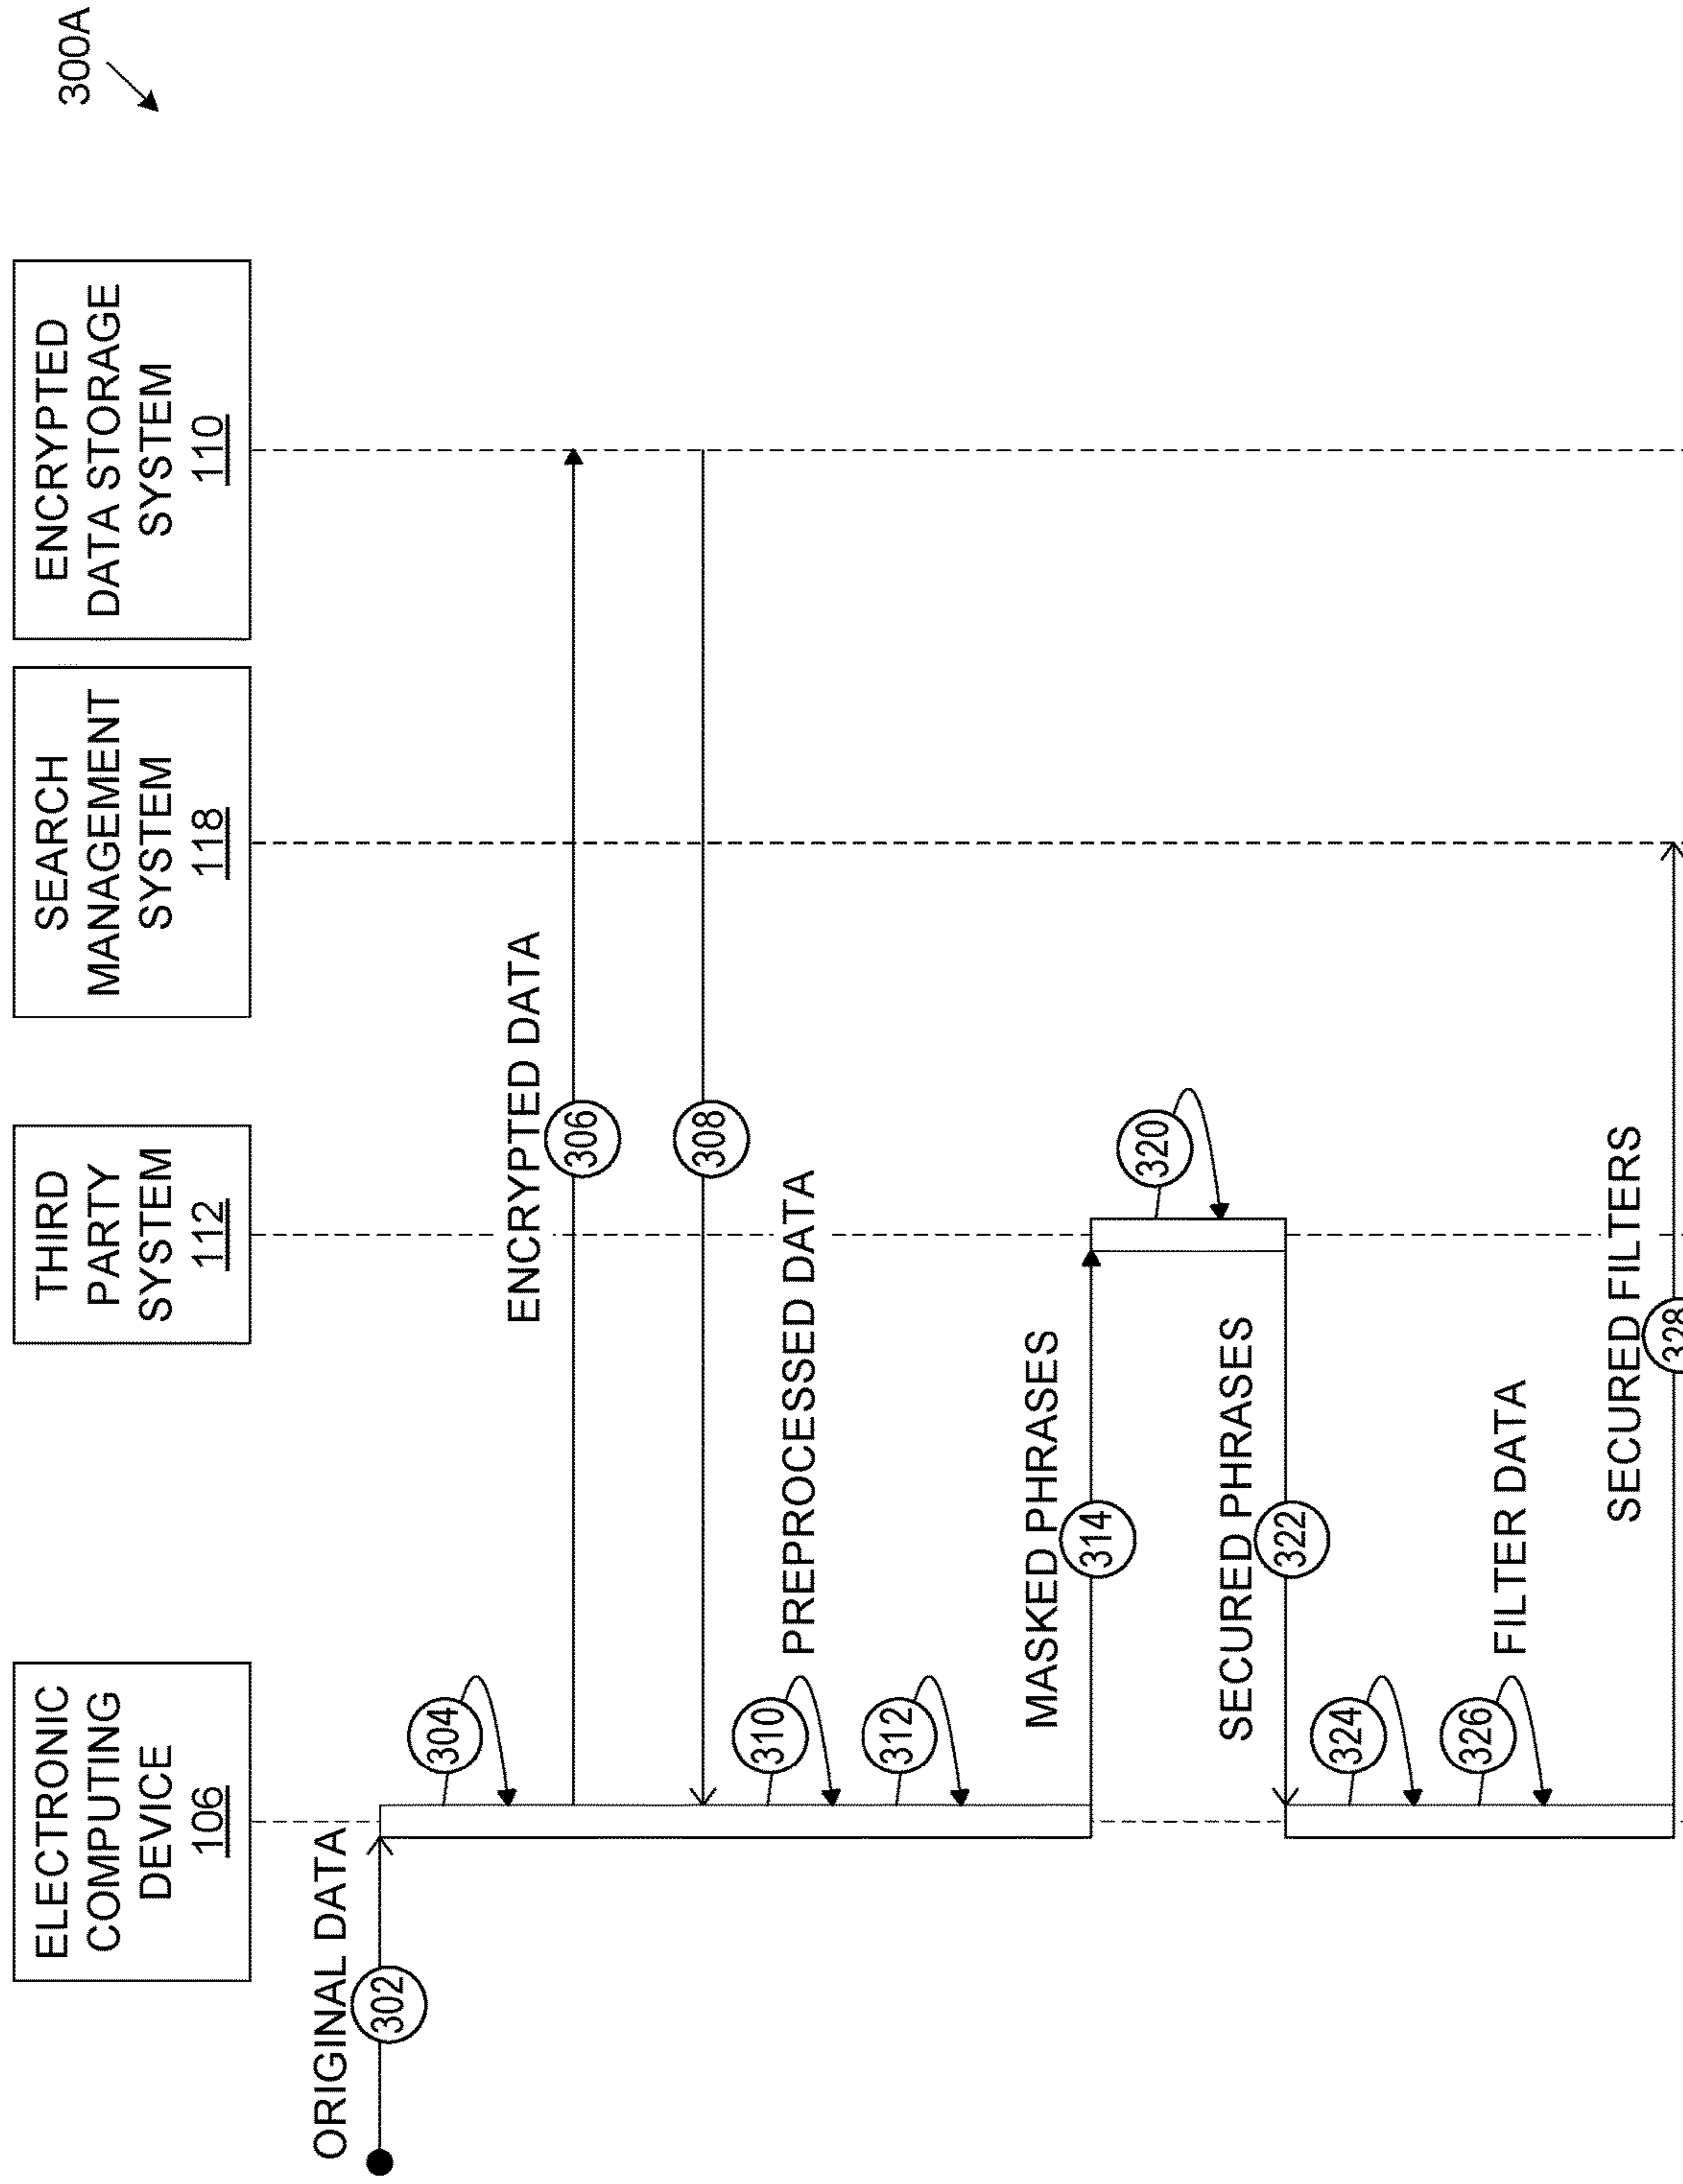 300A
ELECTRONIC
COMPUTING
DEVICE
106
THIRD
PARTY
SYSTEM
112
SEARCH
MANAGEMENT
SYSTEM
118
ENCRYPTED
DATA STORAGE
SYSTEM
110
ORIGINAL DATA
302
304
ENCRYPTED DATA
306
308
PREPROCESSED DATA
310
312
MASKED PHRASES
314
320
SECURED PHRASES
322
324
FILTER DATA
326
SECURED FILTERS
328